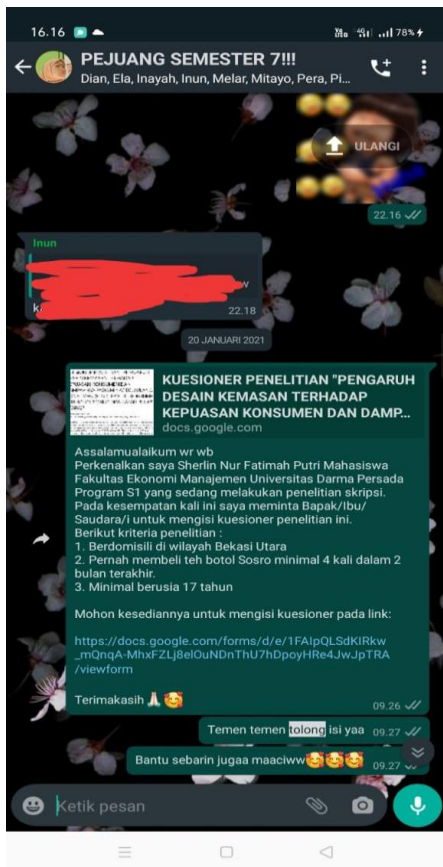 16.16
78%
PEJUANG SEMESTER 7!!!
Dian, Ela, Inayah, Inun, Melar, Mitayo, Pera, Pi...
ULANGI
22.16
Inun
22.18
20 JANUARI 2021
KUESIONER PENELITIAN "PENGARUH
DESAIN KEMASAN TERHADAP
KEPUASAN KONSUMEN DAN DAMP...
docs.google.com
Assalamualaikum wr wb
Perkenalkan saya Sherlin Nur Fatimah Putri Mahasiswa
Fakultas Ekonomi Manajemen Universitas Darma Persada
Program S1 yang sedang melakukan penelitian skripsi.
Pada kesempatan kali ini saya meminta Bapak/Ibu/
Saudara/i untuk mengisi kuesioner penelitian ini.
Berikut kriteria penelitian :
1. Berdomisili di wilayah Bekasi Utara
2. Pernah membeli teh botol Sosro minimal 4 kali dalam 2
bulan terakhir.
3. Minimal berusia 17 tahun
Mohon kesediannya untuk mengisi kuesioner pada link:
https://docs.google.com/forms/d/e/1FAIpQLSdKIRkw
_mQnqA-MhxFZLj8elOuNDnThU7hDpoyHRe4JwJpTRA
/viewform
Terimakasih 🙏🏻🥰
09.26
Temen temen tolong isi yaa 09.27
Bantu sebarin jugaa maaciww🥰🥰🥰 09.27
Ketik pesan